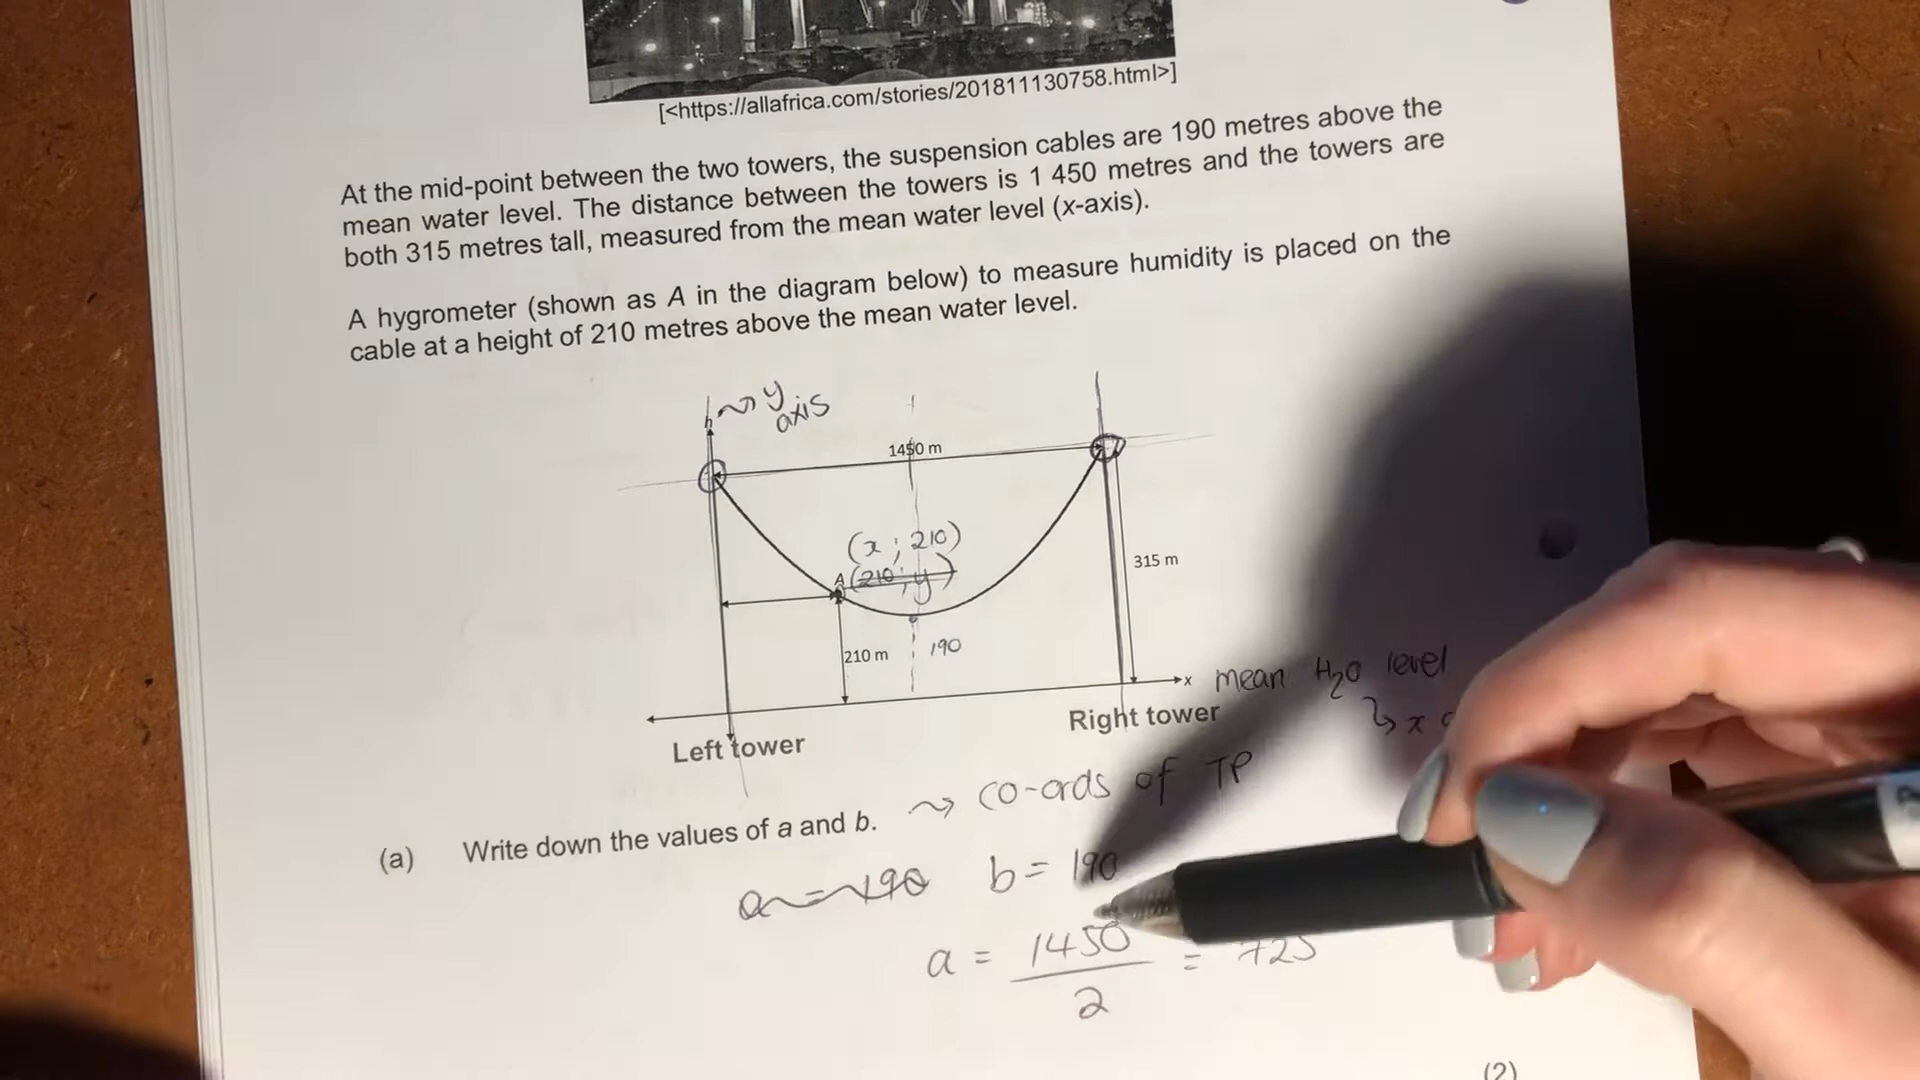 [<https://allafrica.com/stories/201811130758.html>]
At the mid-point between the two towers, the suspension cables are 190 metres above the
mean water level. The distance between the towers is 1 450 metres and the towers are
both 315 metres tall, measured from the mean water level (x-axis).
A hygrometer (shown as A in the diagram below) to measure humidity is placed on the
cable at a height of 210 metres above the mean water level.
h
y
axis
1450 m
(x ; 210)
A (210 ; y)
315 m
210 m
190
x
mean H₂O level
x
Left tower
Right tower
(a) Write down the values of a and b.
co-ords of TP
a = 190 b = 190
a = 1450 = 725
2
(2)